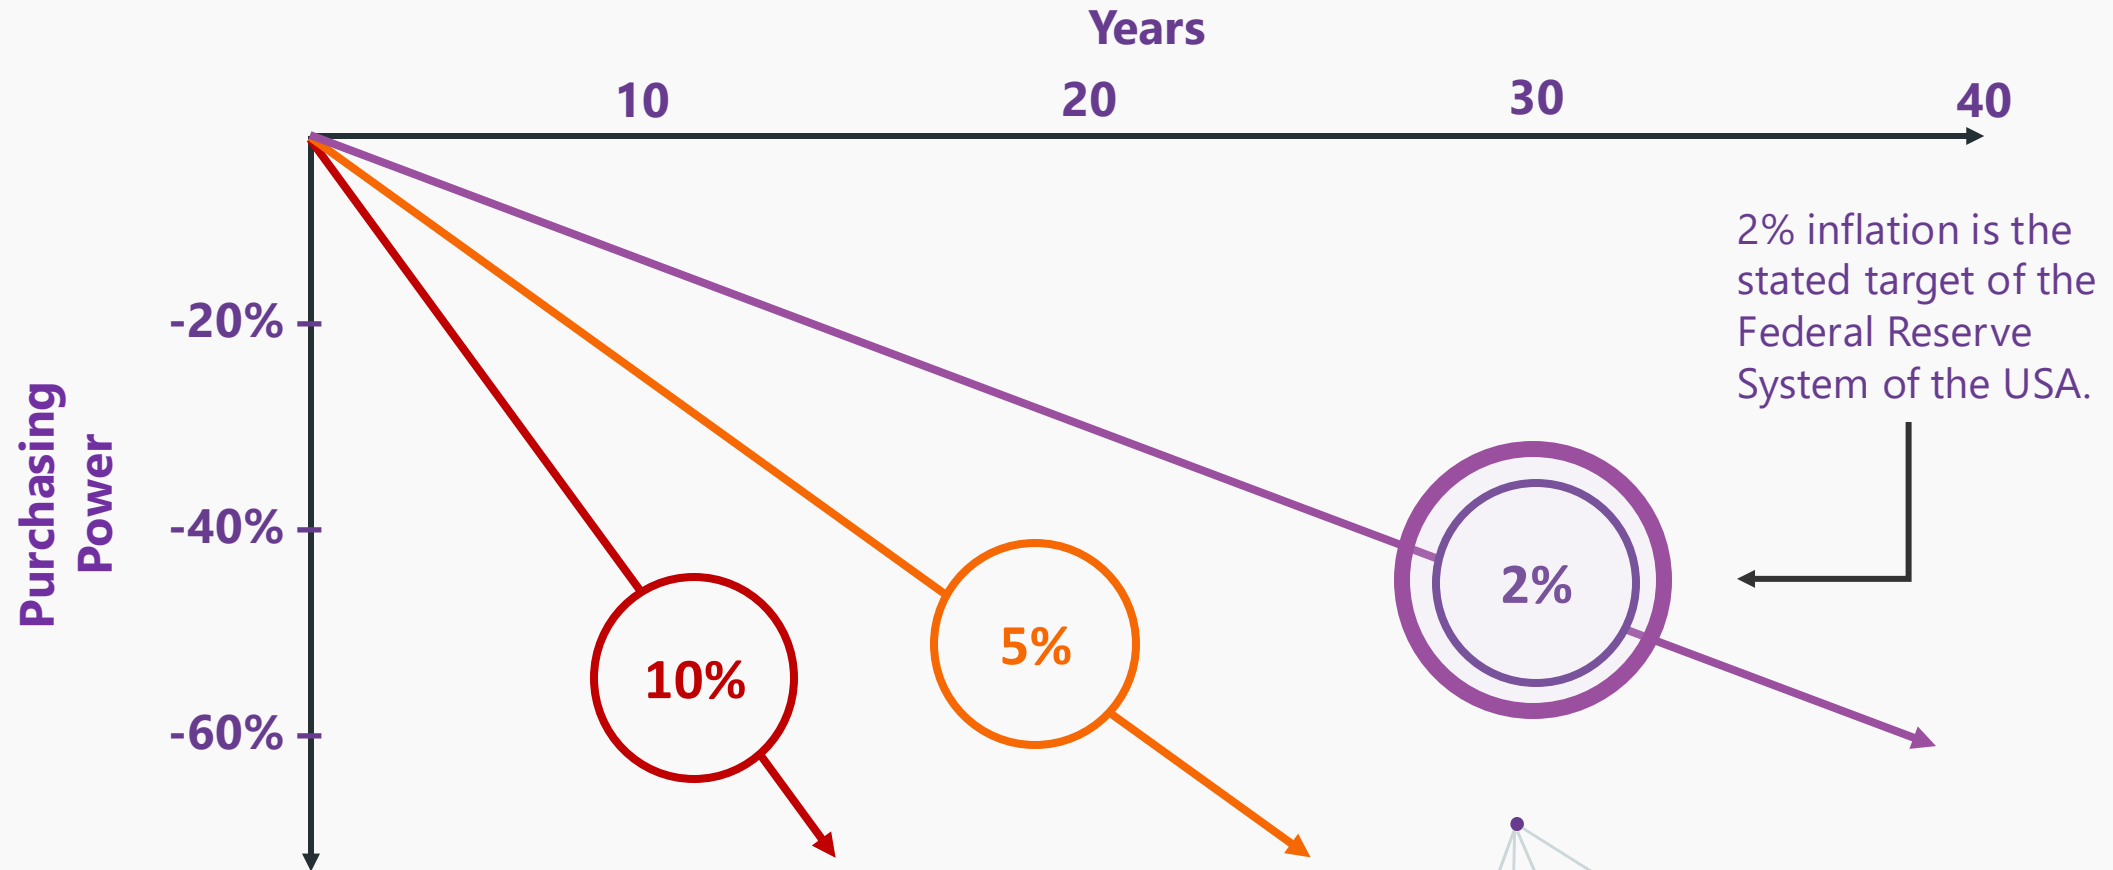 Years
10
20
30
40
2% inflation is the
stated target of the
Federal Reserve
System of the USA.
Purchasing
Power
-20%
-40%
-60%
10%
5%
2%